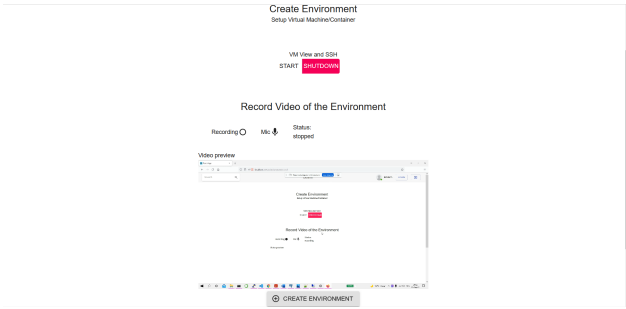 Create Environment
Setup Virtual Machine/Container
VM View and SSH
START SHUTDOWN
Record Video of the Environment
Recording Mic Status:
stopped
Video preview
Create Environment
Record Video of the Environment
CREATE ENVIRONMENT